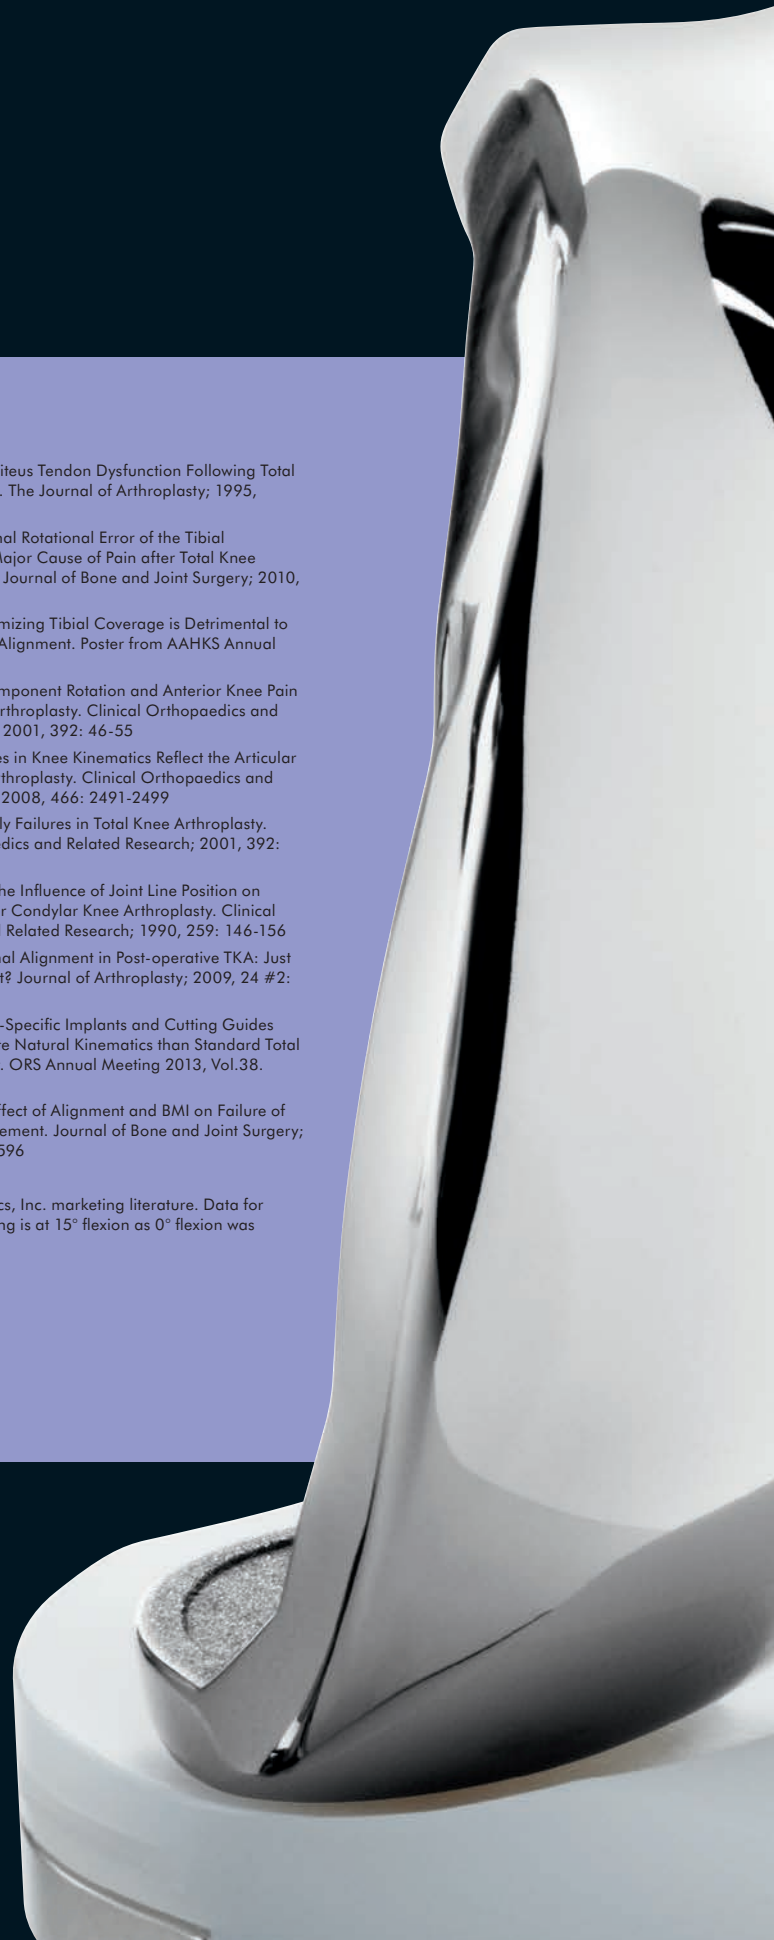 iteus Tendon Dysfunction Following Total
. The Journal of Arthroplasty; 1995,
nal Rotational Error of the Tibial
Major Cause of Pain after Total Knee
Journal of Bone and Joint Surgery; 2010,
mizing Tibial Coverage is Detrimental to
Alignment. Poster from AAHKS Annual
mponent Rotation and Anterior Knee Pain
rthroplasty. Clinical Orthopaedics and
2001, 392: 46-55
es in Knee Kinematics Reflect the Articular
throplasty. Clinical Orthopaedics and
2008, 466: 2491-2499
ly Failures in Total Knee Arthroplasty.
dics and Related Research; 2001, 392:
he Influence of Joint Line Position on
r Condylar Knee Arthroplasty. Clinical
d Related Research; 1990, 259: 146-156
nal Alignment in Post-operative TKA: Just
t? Journal of Arthroplasty; 2009, 24 #2:
-Specific Implants and Cutting Guides
re Natural Kinematics than Standard Total
. ORS Annual Meeting 2013, Vol.38.
ffect of Alignment and BMI on Failure of
ement. Journal of Bone and Joint Surgery;
596
cs, Inc. marketing literature. Data for
ng is at 15° flexion as 0° flexion was